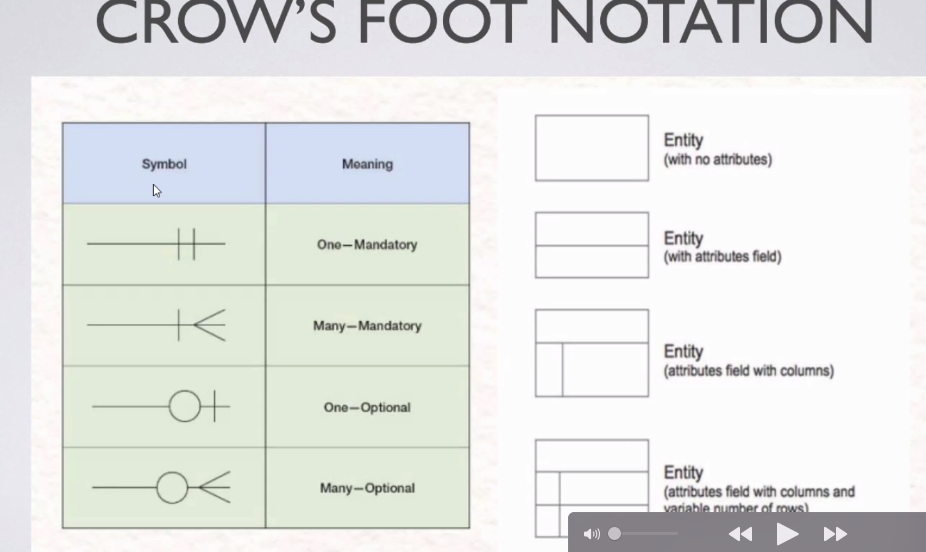 CROW'S FOOT NOTATION
Symbol Meaning
One—Mandatory
Many—Mandatory
One—Optional
Many—Optional
Entity
(with no attributes)
Entity
(with attributes field)
Entity
(attributes field with columns)
Entity
(attributes field with columns and
variable number of rows)